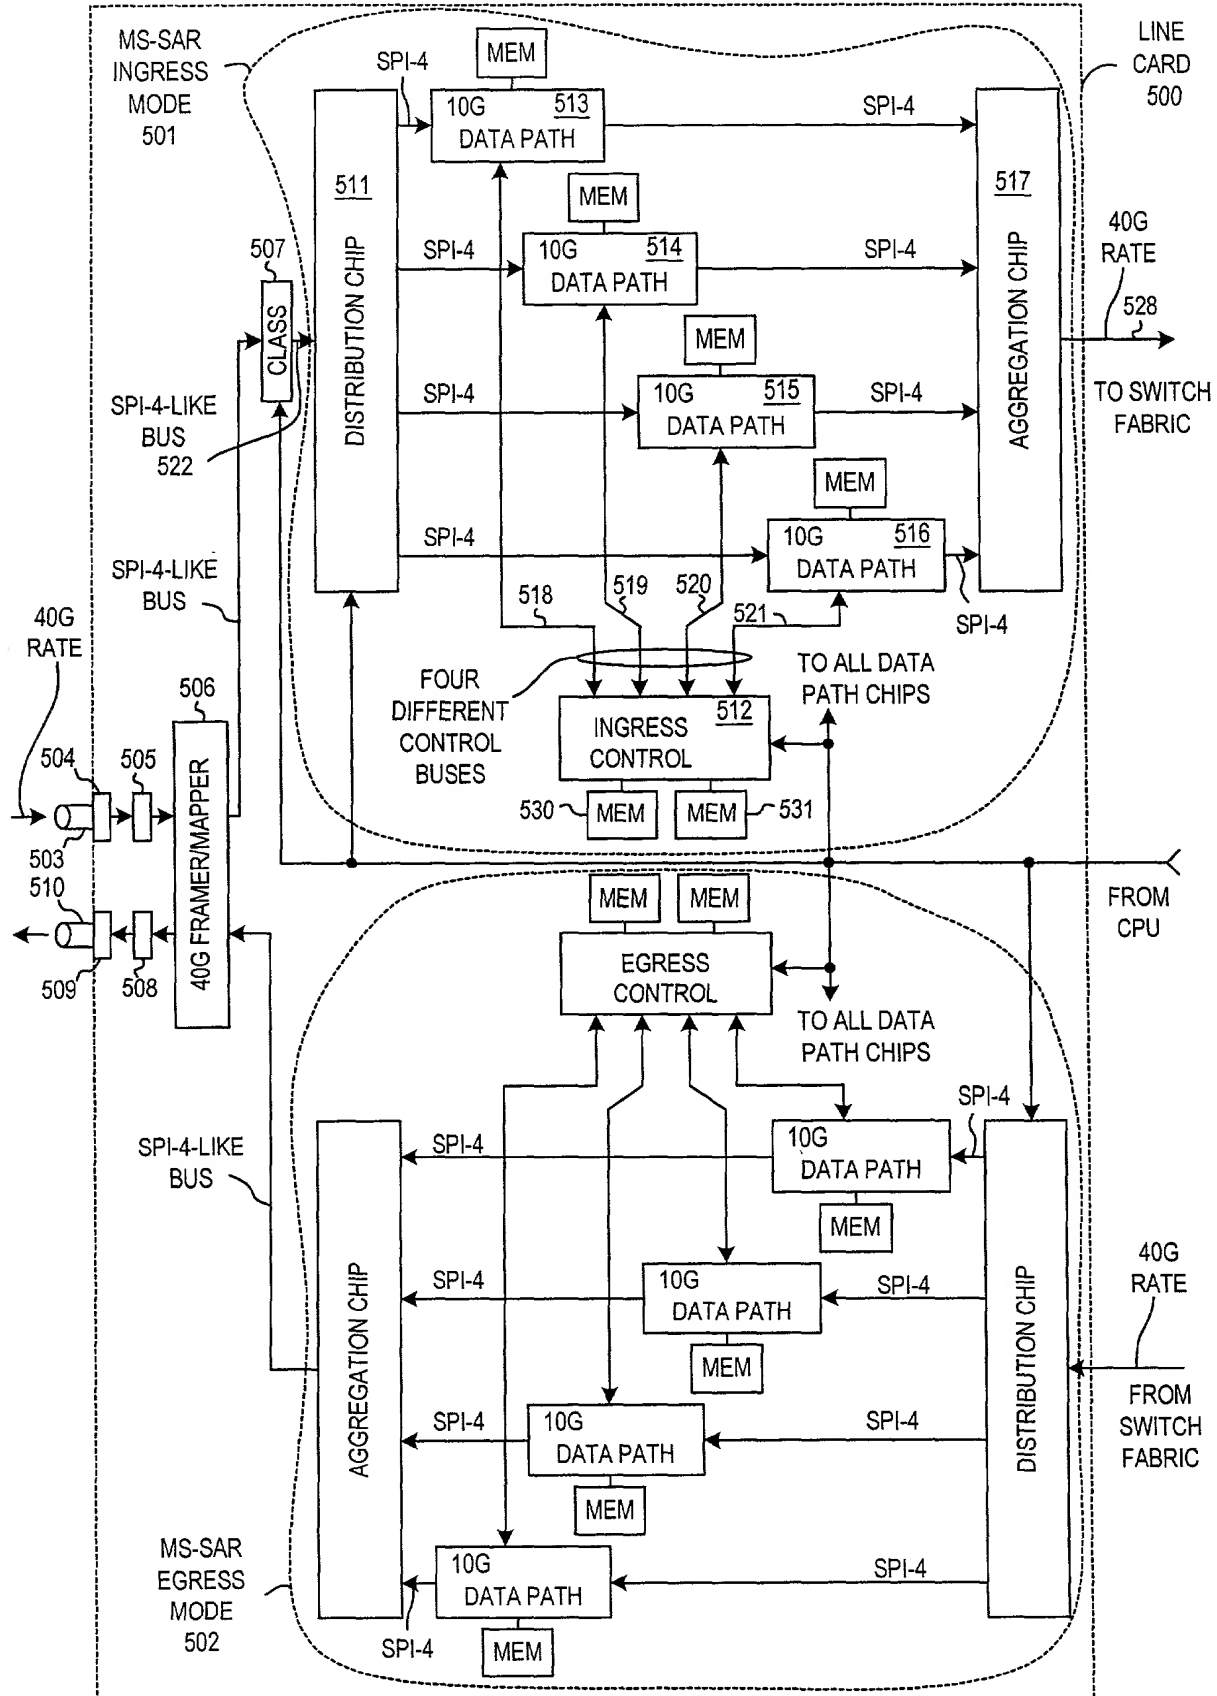 MS-SAR
INGRESS
MODE
501
LINE
CARD
500
SPI-4
MEM
10G 513
DATA PATH
SPI-4
511
DISTRIBUTION CHIP
517
AGGREGATION CHIP
MEM
SPI-4
10G 514
DATA PATH
SPI-4
40G
RATE
528
TO SWITCH
FABRIC
507
CLASS
MEM
SPI-4
10G 515
DATA PATH
SPI-4
SPI-4-LIKE
BUS
522
MEM
SPI-4
10G 516
DATA PATH
SPI-4
SPI-4-LIKE
BUS
518
519
520
521
40G
RATE
FOUR
DIFFERENT
CONTROL
BUSES
TO ALL DATA
PATH CHIPS
512
INGRESS
CONTROL
530
MEM
MEM
531
506
504
505
503
40G FRAMER/MAPPER
510
509
508
FROM
CPU
MEM
MEM
EGRESS
CONTROL
TO ALL DATA
PATH CHIPS
SPI-4-LIKE
BUS
SPI-4
10G
DATA PATH
SPI-4
MEM
AGGREGATION CHIP
DISTRIBUTION CHIP
SPI-4
10G
DATA PATH
SPI-4
MEM
40G
RATE
FROM
SWITCH
FABRIC
SPI-4
10G
DATA PATH
SPI-4
MEM
MS-SAR
EGRESS
MODE
502
SPI-4
10G
DATA PATH
SPI-4
MEM